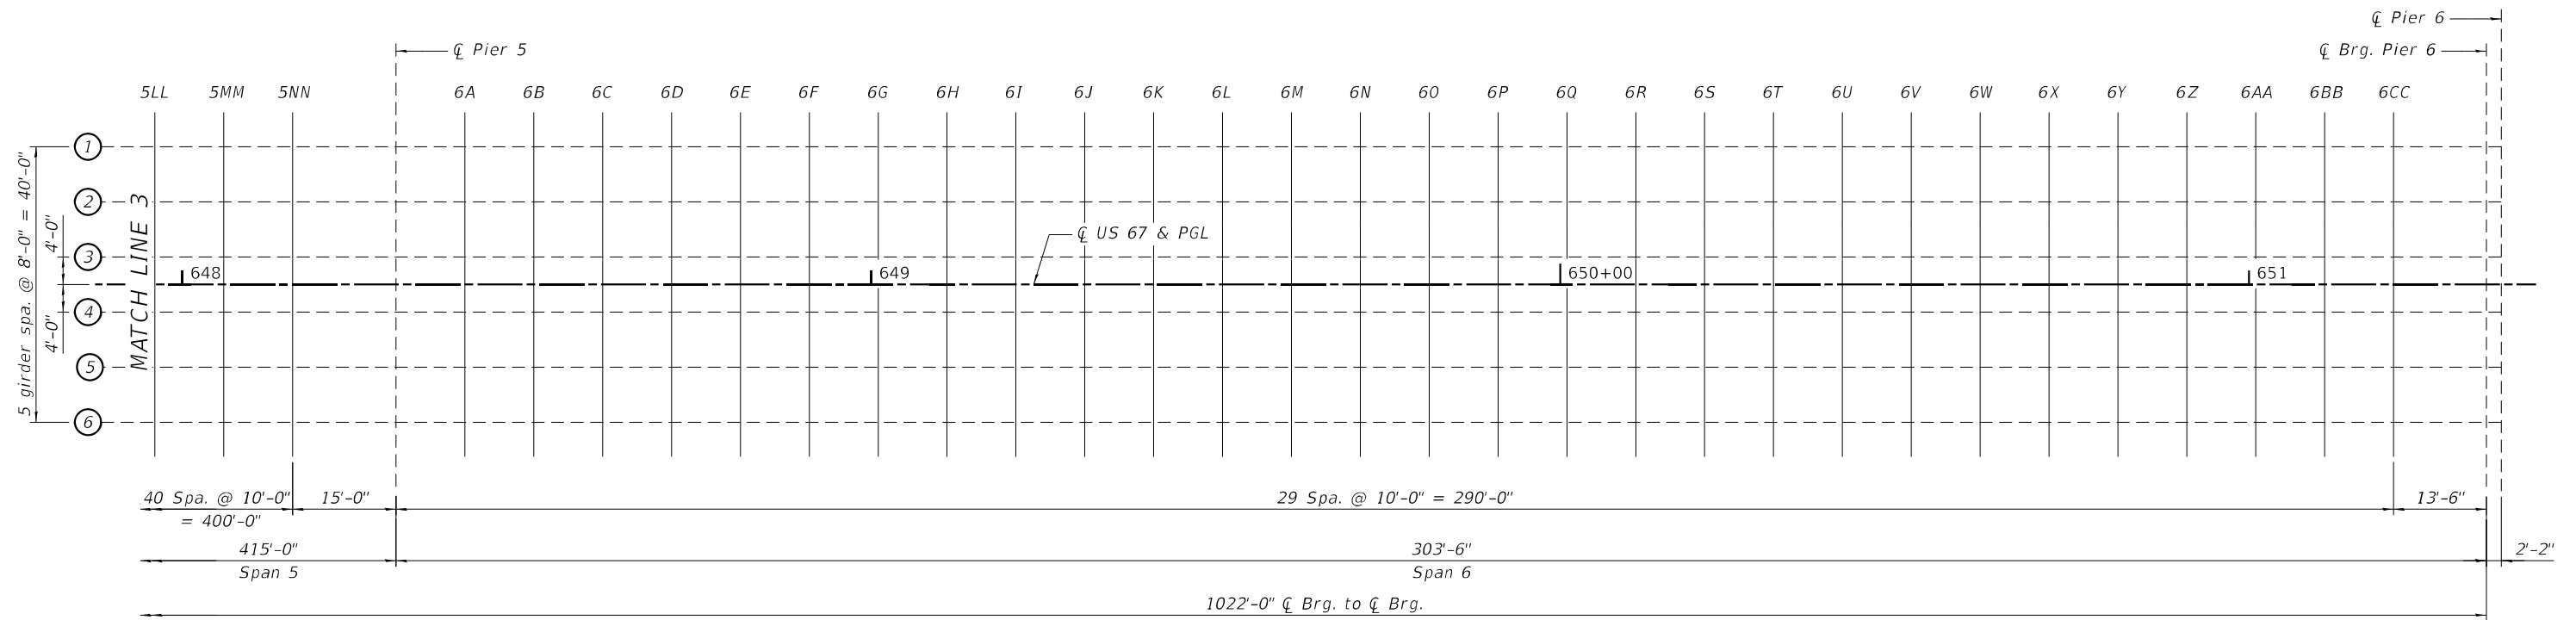 ℄ Pier 6
℄ Pier 5
℄ Brg. Pier 6
5LL 5MM 5NN 6A 6B 6C 6D 6E 6F 6G 6H 6I 6J 6K 6L 6M 6N 6O 6P 6Q 6R 6S 6T 6U 6V 6W 6X 6Y 6Z 6AA 6BB 6CC
1
2
3
4
5
6
5 girder spa. @ 8'-0" = 40'-0"
4'-0"
4'-0"
MATCH LINE 3
℄ US 67 & PGL
648
649
650+00
651
40 Spa. @ 10'-0"
= 400'-0"
15'-0"
29 Spa. @ 10'-0" = 290'-0"
13'-6"
415'-0"
Span 5
303'-6"
Span 6
2'-2"
1022'-0" ℄ Brg. to ℄ Brg.